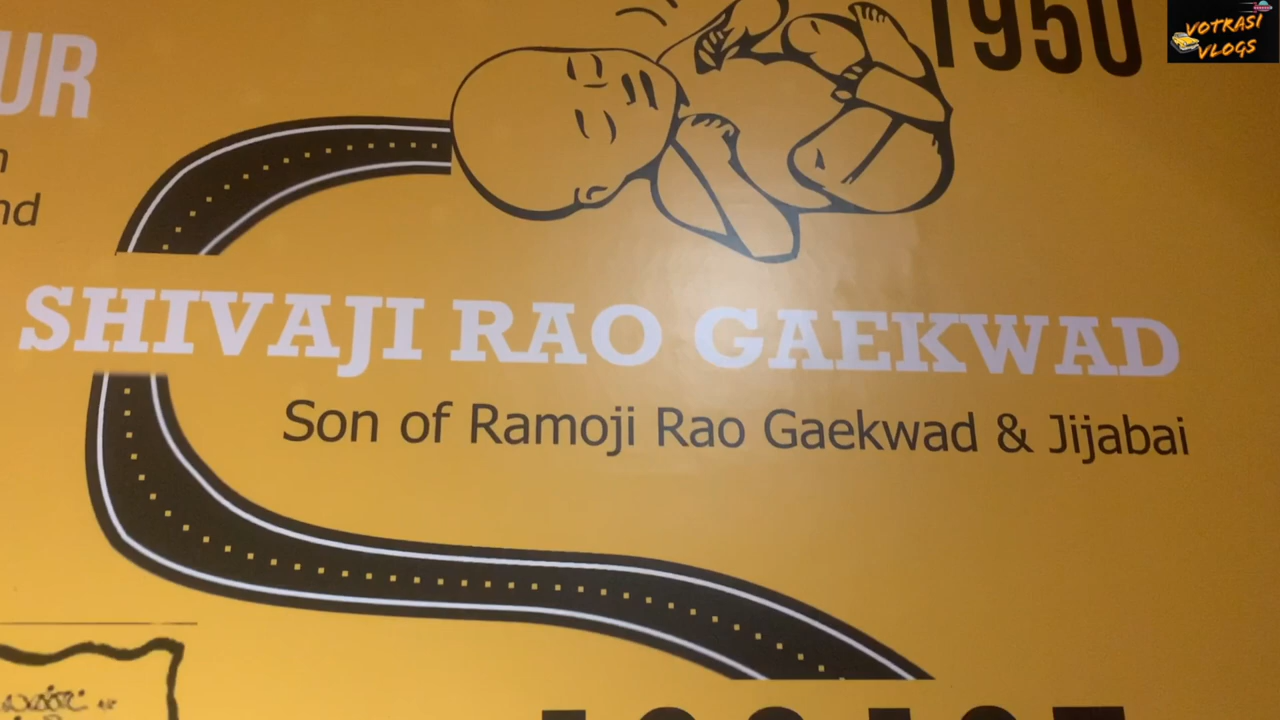 1950
VOTRASI
VLOGS
UR
nd
SHIVAJI RAO GAEKWAD
Son of Ramoji Rao Gaekwad & Jijabai